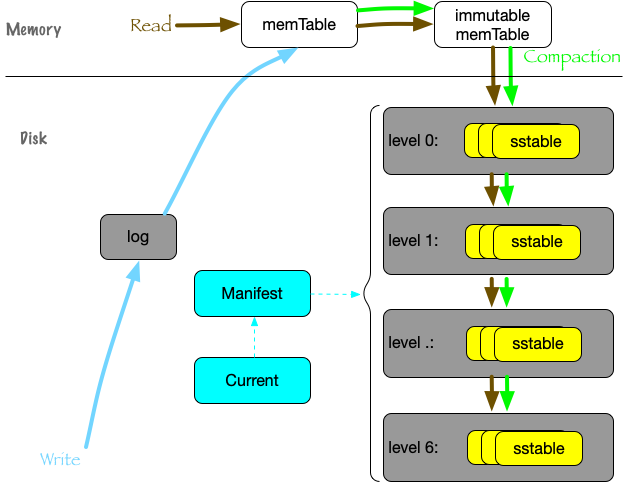 Memory
Read
memTable
immutable
memTable
Compaction
Disk
level 0:
sstable
log
level 1:
sstable
Manifest
level .:
sstable
Current
level 6:
sstable
Write